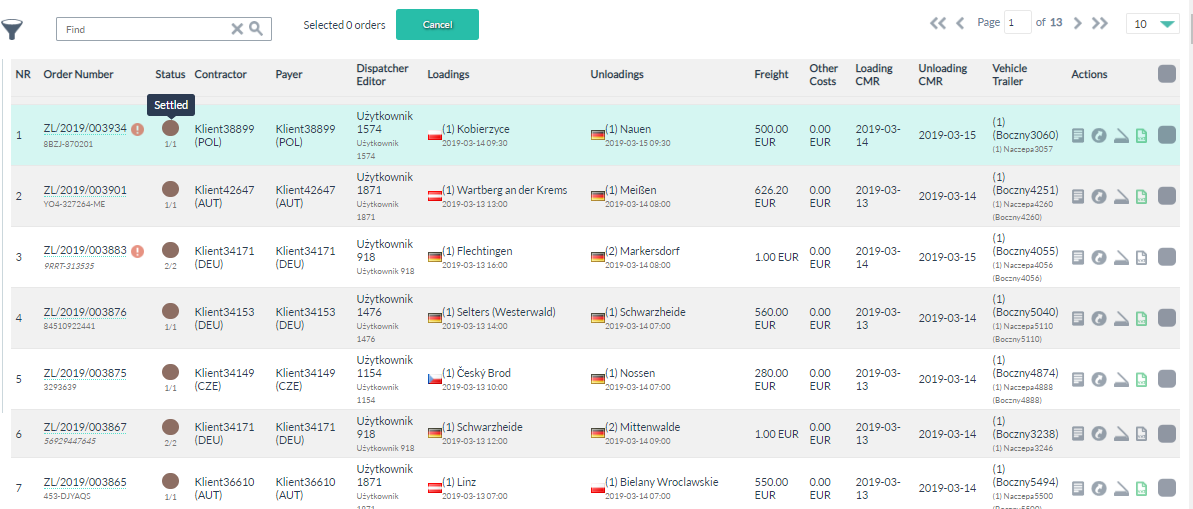 Find
Selected 0 orders
Cancel
Page 1 of 13
10
NR Order Number Status Contractor Payer Dispatcher Editor Loadings Unloadings Freight Other Costs Loading CMR Unloading CMR Vehicle Trailer Actions
Settled
1 ZL/2019/003934 Klient38899 Klient38899 Użytkownik 1574 (1) Kobierzyce (1) Nauen 500.00 EUR 0.00 EUR 2019-03-14 2019-03-15 (1) (Boczny3060)
8BZJ-870201 1/1 (POL) (POL) Użytkownik 1574 2019-03-14 09:30 2019-03-15 09:30 (1) Naczepa3057
2 ZL/2019/003901 Klient42647 Klient42647 Użytkownik 1871 (1) Wartberg an der Krems (1) Meißen 626.20 EUR 0.00 EUR 2019-03-13 2019-03-14 (1) (Boczny4251)
YO4-327264-ME 1/1 (AUT) (AUT) Użytkownik 1871 2019-03-13 13:00 2019-03-14 08:00 (1) Naczepa4260 (Boczny4260)
3 ZL/2019/003883 Klient34171 Klient34171 Użytkownik 918 (1) Flechtingen (2) Markersdorf 1.00 EUR 0.00 EUR 2019-03-14 2019-03-15 (1) (Boczny4055)
9RRT-313535 2/2 (DEU) (DEU) Użytkownik 918 2019-03-13 16:00 2019-03-14 08:00 (1) Naczepa4056 (Boczny4056)
4 ZL/2019/003876 Klient34153 Klient34153 Użytkownik 1476 (1) Selters (Westerwald) (1) Schwarzheide 560.00 EUR 0.00 EUR 2019-03-13 2019-03-14 (1) (Boczny5040)
84510922441 1/1 (DEU) (DEU) Użytkownik 1476 2019-03-13 14:00 2019-03-14 07:00 (1) Naczepa5110 (Boczny5110)
5 ZL/2019/003875 Klient34149 Klient34149 Użytkownik 1154 (1) Český Brod (1) Nossen 280.00 EUR 0.00 EUR 2019-03-13 2019-03-14 (1) (Boczny4874)
3293639 1/1 (CZE) (CZE) Użytkownik 1154 2019-03-13 10:00 2019-03-14 07:00 (1) Naczepa4888 (Boczny4888)
6 ZL/2019/003867 Klient34171 Klient34171 Użytkownik 918 (1) Schwarzheide (2) Mittenwalde 1.00 EUR 0.00 EUR 2019-03-13 2019-03-14 (1) (Boczny3238)
56929447645 2/2 (DEU) (DEU) Użytkownik 918 2019-03-13 12:00 2019-03-14 09:00 (1) Naczepa3246
7 ZL/2019/003865 Klient36610 Klient36610 Użytkownik 1871 (1) Linz (1) Bielany Wroclawskie 550.00 EUR 0.00 EUR 2019-03-13 2019-03-14 (1) (Boczny5494)
453-DJYAQS 1/1 (AUT) (AUT) Użytkownik 2019-03-13 07:00 2019-03-14 07:00 (1) Naczepa5500